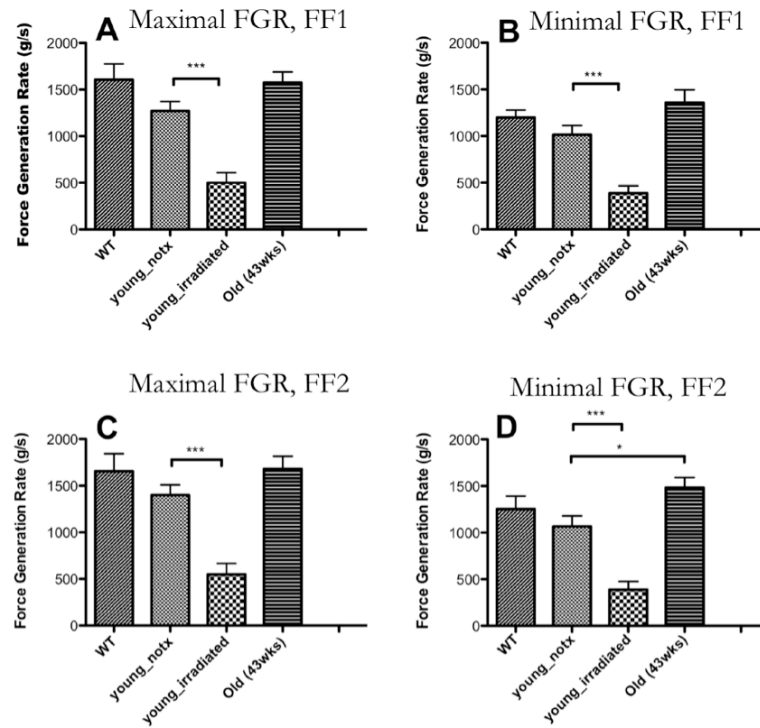 A Maximal FGR, FF1
Force Generation Rate (g/s)
2000
1500
1000
500
0
***
WT
young_notx
young_irradiated
Old (43wks)
B Minimal FGR, FF1
Force Generation Rate (g/s)
2000
1500
1000
500
0
***
WT
young_notx
young_irradiated
Old (43wks)
C Maximal FGR, FF2
Force Generation Rate (g/s)
2000
1500
1000
500
0
***
WT
young_notx
young_irradiated
Old (43wks)
D Minimal FGR, FF2
Force Generation Rate (g/s)
2000
1500
1000
500
0
***
*
WT
young_notx
young_irradiated
Old (43wks)